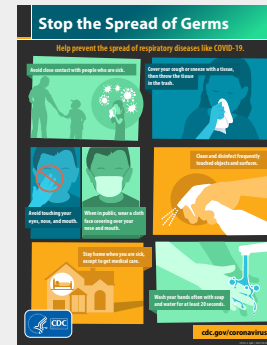 Stop the Spread of Germs
Help prevent the spread of respiratory diseases like COVID-19.
Avoid close contact with people who are sick.
Cover your cough or sneeze with a tissue,
then throw the tissue
in the trash.
Avoid touching your
eyes, nose, and mouth.
When in public, wear a cloth
face covering over your
nose and mouth.
Clean and disinfect frequently
touched objects and surfaces.
Stay home when you are sick,
except to get medical care.
Wash your hands often with soap
and water for at least 20 seconds.
CDC
cdc.gov/coronavirus